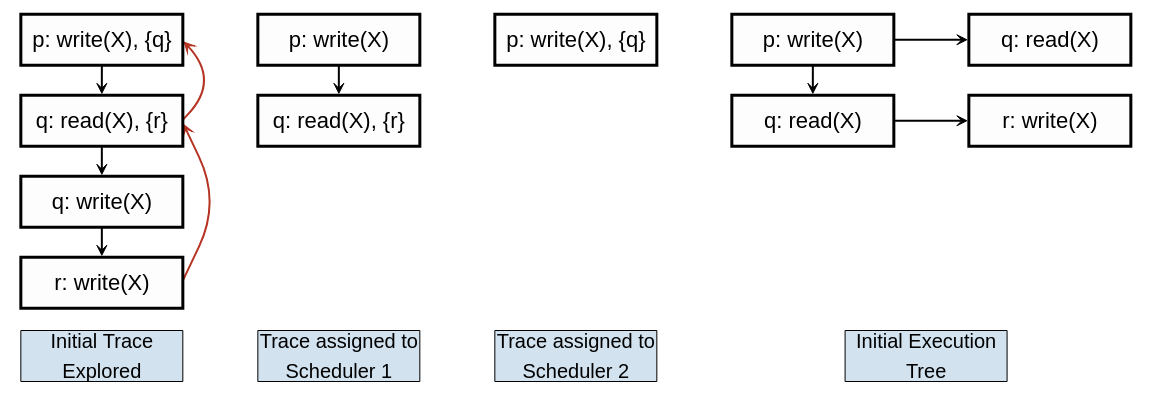 p: write(X), {q}
q: read(X), {r}
q: write(X)
r: write(X)
Initial Trace
Explored
p: write(X)
q: read(X), {r}
Trace assigned to
Scheduler 1
p: write(X), {q}
Trace assigned to
Scheduler 2
p: write(X)
q: read(X)
q: read(X)
r: write(X)
Initial Execution
Tree